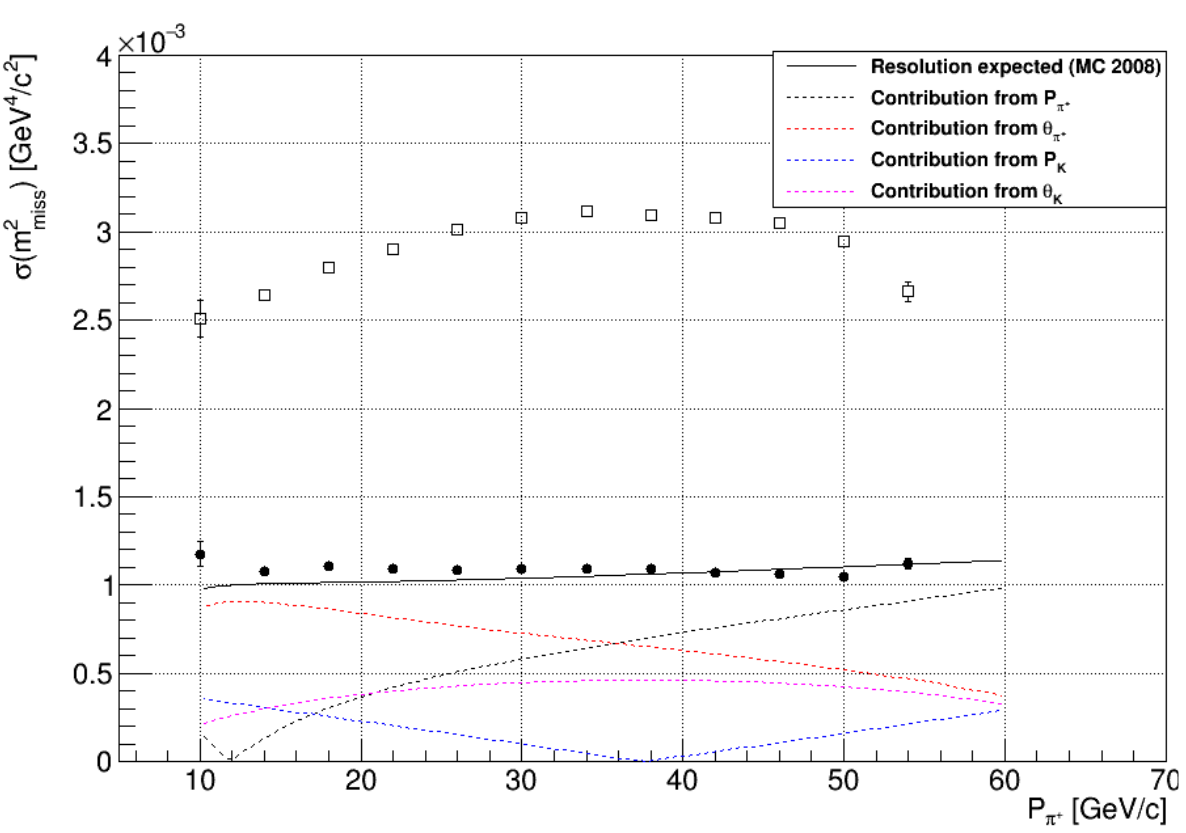 ×10⁻³
σ(m²miss) [GeV⁴/c²]
4
3.5
3
2.5
2
1.5
1
0.5
0
Resolution expected (MC 2008)
Contribution from Pπ⁺
Contribution from θπ⁺
Contribution from PK
Contribution from θK
10 20 30 40 50 60 70
Pπ⁺ [GeV/c]